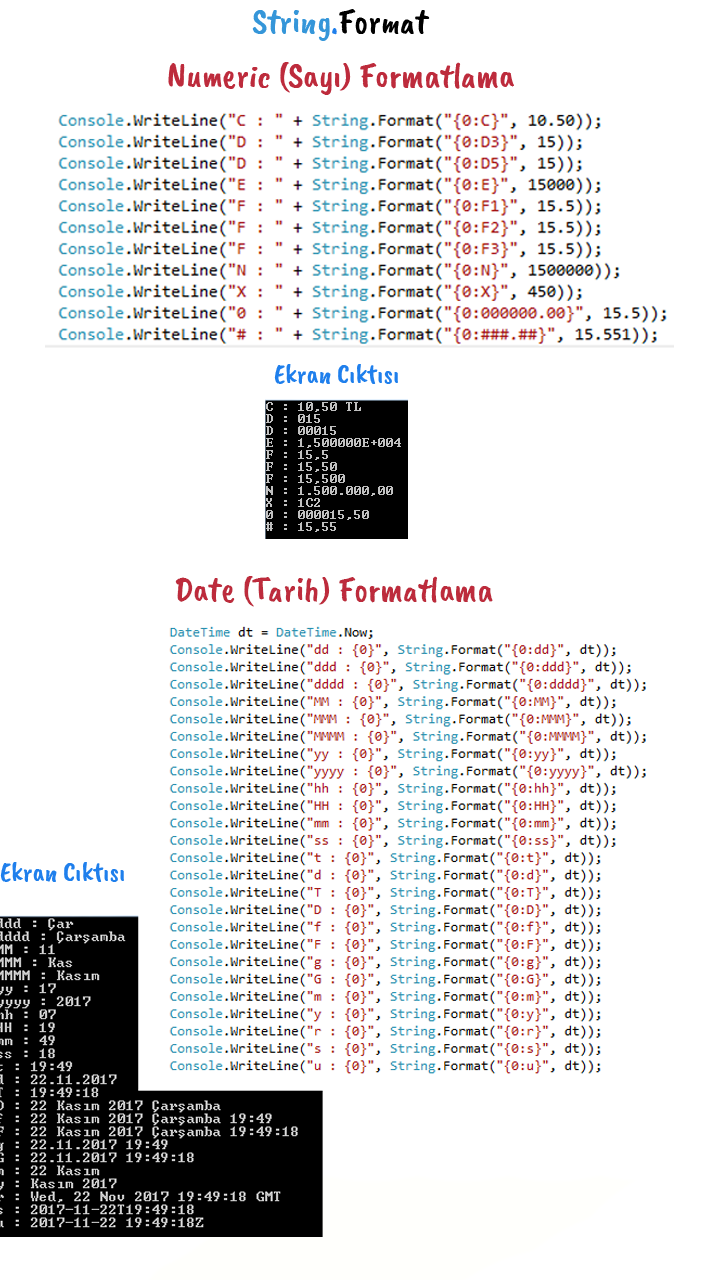 String.Format
Numeric (Sayı) Formatlama
Console.WriteLine("C : " + String.Format("{0:C}", 10.50));
Console.WriteLine("D : " + String.Format("{0:D3}", 15));
Console.WriteLine("D : " + String.Format("{0:D5}", 15));
Console.WriteLine("E : " + String.Format("{0:E}", 15000));
Console.WriteLine("F : " + String.Format("{0:F1}", 15.5));
Console.WriteLine("F : " + String.Format("{0:F2}", 15.5));
Console.WriteLine("F : " + String.Format("{0:F3}", 15.5));
Console.WriteLine("N : " + String.Format("{0:N}", 1500000));
Console.WriteLine("X : " + String.Format("{0:X}", 450));
Console.WriteLine("0 : " + String.Format("{0:000000.00}", 15.5));
Console.WriteLine("# : " + String.Format("{0:###.##}", 15.551));
Ekran Cıktısı
C : 10,50 TL
D : 015
D : 00015
E : 1,500000E+004
F : 15,5
F : 15,50
F : 15,500
N : 1.500.000,00
X : 1C2
0 : 000015,50
# : 15,55
Date (Tarih) Formatlama
DateTime dt = DateTime.Now;
Console.WriteLine("dd : {0}", String.Format("{0:dd}", dt));
Console.WriteLine("ddd : {0}", String.Format("{0:ddd}", dt));
Console.WriteLine("dddd : {0}", String.Format("{0:dddd}", dt));
Console.WriteLine("MM : {0}", String.Format("{0:MM}", dt));
Console.WriteLine("MMM : {0}", String.Format("{0:MMM}", dt));
Console.WriteLine("MMMM : {0}", String.Format("{0:MMMM}", dt));
Console.WriteLine("yy : {0}", String.Format("{0:yy}", dt));
Console.WriteLine("yyyy : {0}", String.Format("{0:yyyy}", dt));
Console.WriteLine("hh : {0}", String.Format("{0:hh}", dt));
Console.WriteLine("HH : {0}", String.Format("{0:HH}", dt));
Console.WriteLine("mm : {0}", String.Format("{0:mm}", dt));
Console.WriteLine("ss : {0}", String.Format("{0:ss}", dt));
Console.WriteLine("t : {0}", String.Format("{0:t}", dt));
Console.WriteLine("d : {0}", String.Format("{0:d}", dt));
Console.WriteLine("T : {0}", String.Format("{0:T}", dt));
Console.WriteLine("D : {0}", String.Format("{0:D}", dt));
Console.WriteLine("f : {0}", String.Format("{0:f}", dt));
Console.WriteLine("F : {0}", String.Format("{0:F}", dt));
Console.WriteLine("g : {0}", String.Format("{0:g}", dt));
Console.WriteLine("G : {0}", String.Format("{0:G}", dt));
Console.WriteLine("m : {0}", String.Format("{0:m}", dt));
Console.WriteLine("y : {0}", String.Format("{0:y}", dt));
Console.WriteLine("r : {0}", String.Format("{0:r}", dt));
Console.WriteLine("s : {0}", String.Format("{0:s}", dt));
Console.WriteLine("u : {0}", String.Format("{0:u}", dt));
Ekran Cıktısı
ddd : Çar
dddd : Çarşamba
MM : 11
MMM : Kas
MMMM : Kasım
yy : 17
yyyy : 2017
hh : 07
HH : 19
mm : 49
ss : 18
: 19:49
: 22.11.2017
: 19:49:18
: 22 Kasım 2017 Çarşamba
: 22 Kasım 2017 Çarşamba 19:49
: 22 Kasım 2017 Çarşamba 19:49:18
: 22.11.2017 19:49
: 22.11.2017 19:49:18
: 22 Kasım
: Kasım 2017
: Wed, 22 Nov 2017 19:49:18 GMT
: 2017-11-22T19:49:18
: 2017-11-22 19:49:18Z